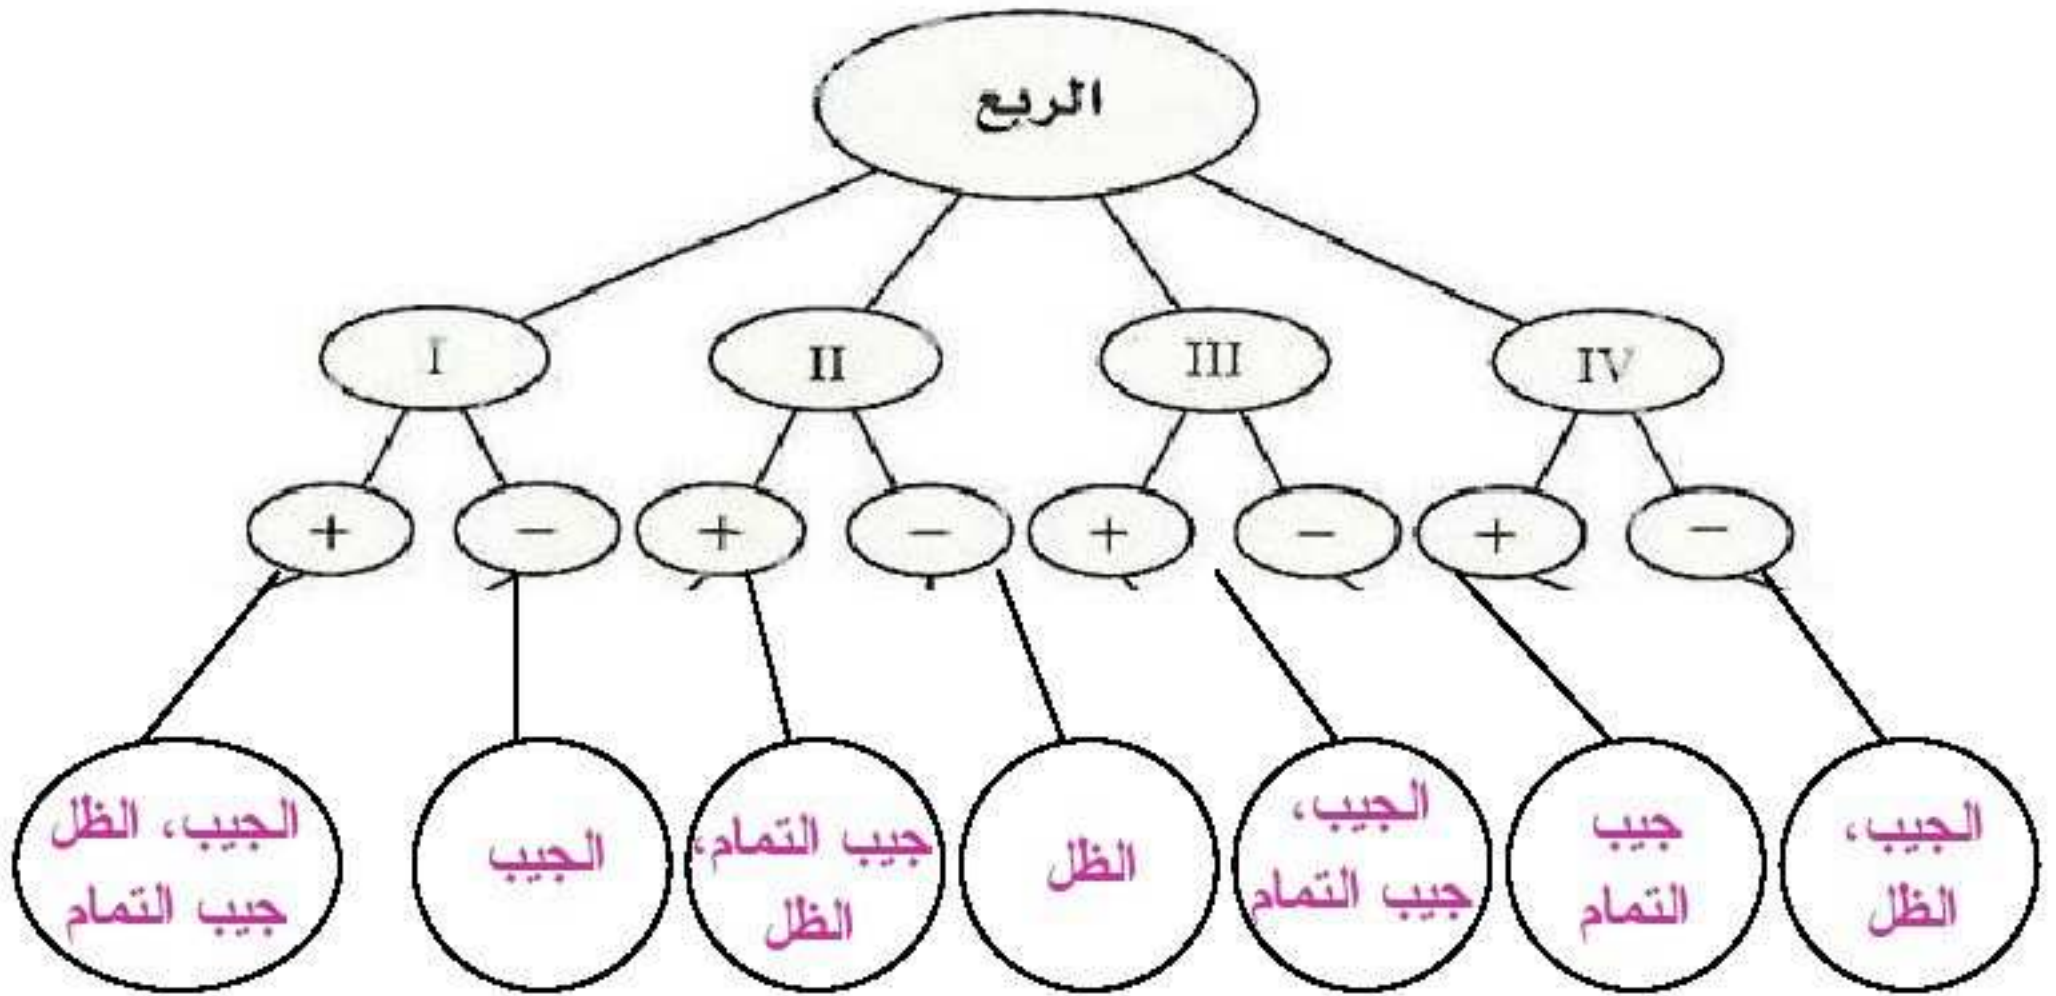 الربع
I
II
III
IV
+
−
+
−
+
−
+
−
الجيب، الظل
جيب التمام
الجيب
جيب التمام،
الظل
الظل
الجيب،
جيب التمام
جيب
التمام
الجيب،
الظل